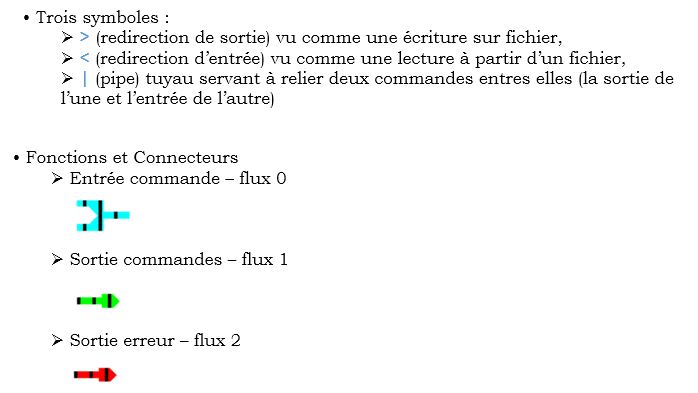 • Trois symboles :
➢ > (redirection de sortie) vu comme une écriture sur fichier,
➢ < (redirection d’entrée) vu comme une lecture à partir d’un fichier,
➢ | (pipe) tuyau servant à relier deux commandes entres elles (la sortie de
l’une et l’entrée de l’autre)
• Fonctions et Connecteurs
➢ Entrée commande – flux 0
➢ Sortie commandes – flux 1
➢ Sortie erreur – flux 2